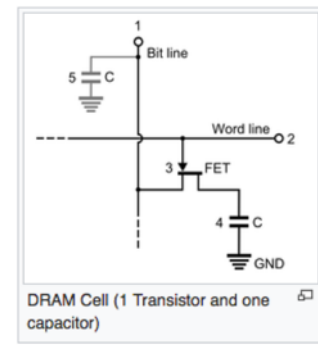 1
Bit line
5 C
Word line
2
3 FET
4 C
GND
DRAM Cell (1 Transistor and one
capacitor)